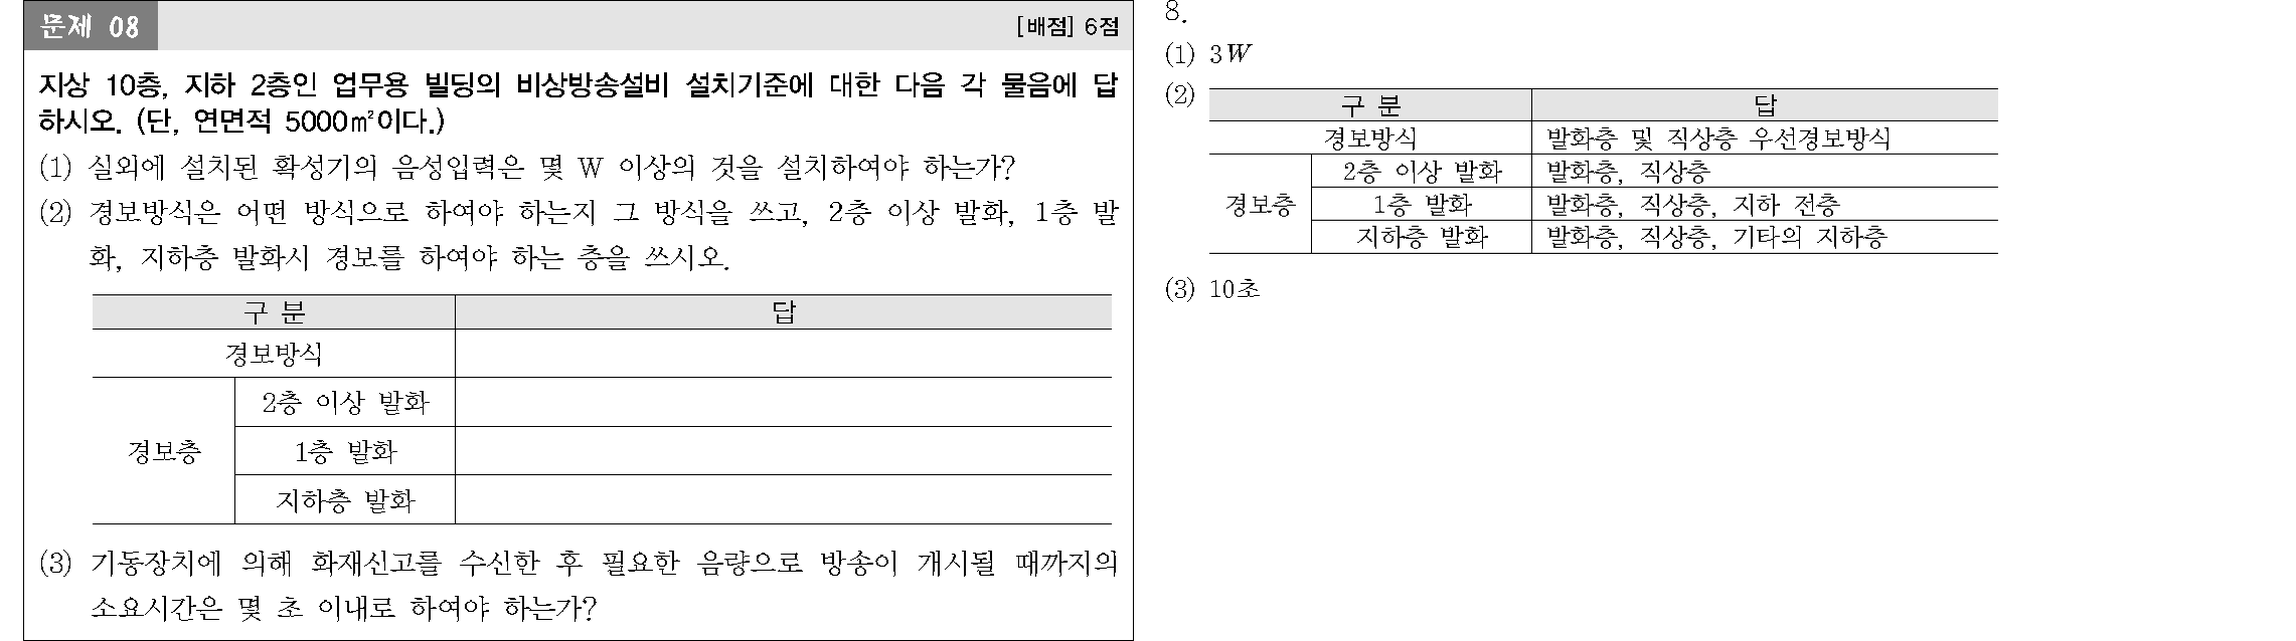 문제 08
[배점] 6점
지상 10층, 지하 2층인 업무용 빌딩의 비상방송설비 설치기준에 대한 다음 각 물음에 답
하시오. (단, 연면적 5000㎡이다.)
(1) 실외에 설치된 확성기의 음성입력은 몇 W 이상의 것을 설치하여야 하는가?
(2) 경보방식은 어떤 방식으로 하여야 하는지 그 방식을 쓰고, 2층 이상 발화, 1층 발
화, 지하층 발화시 경보를 하여야 하는 층을 쓰시오.
구 분 답
경보방식
경보층
2층 이상 발화
1층 발화
지하층 발화
(3) 기동장치에 의해 화재신고를 수신한 후 필요한 음량으로 방송이 개시될 때까지의
소요시간은 몇 초 이내로 하여야 하는가?
8.
(1) 3W
(2)
구 분 답
경보방식 발화층 및 직상층 우선경보방식
경보층
2층 이상 발화 발화층, 직상층
1층 발화 발화층, 직상층, 지하 전층
지하층 발화 발화층, 직상층, 기타의 지하층
(3) 10초